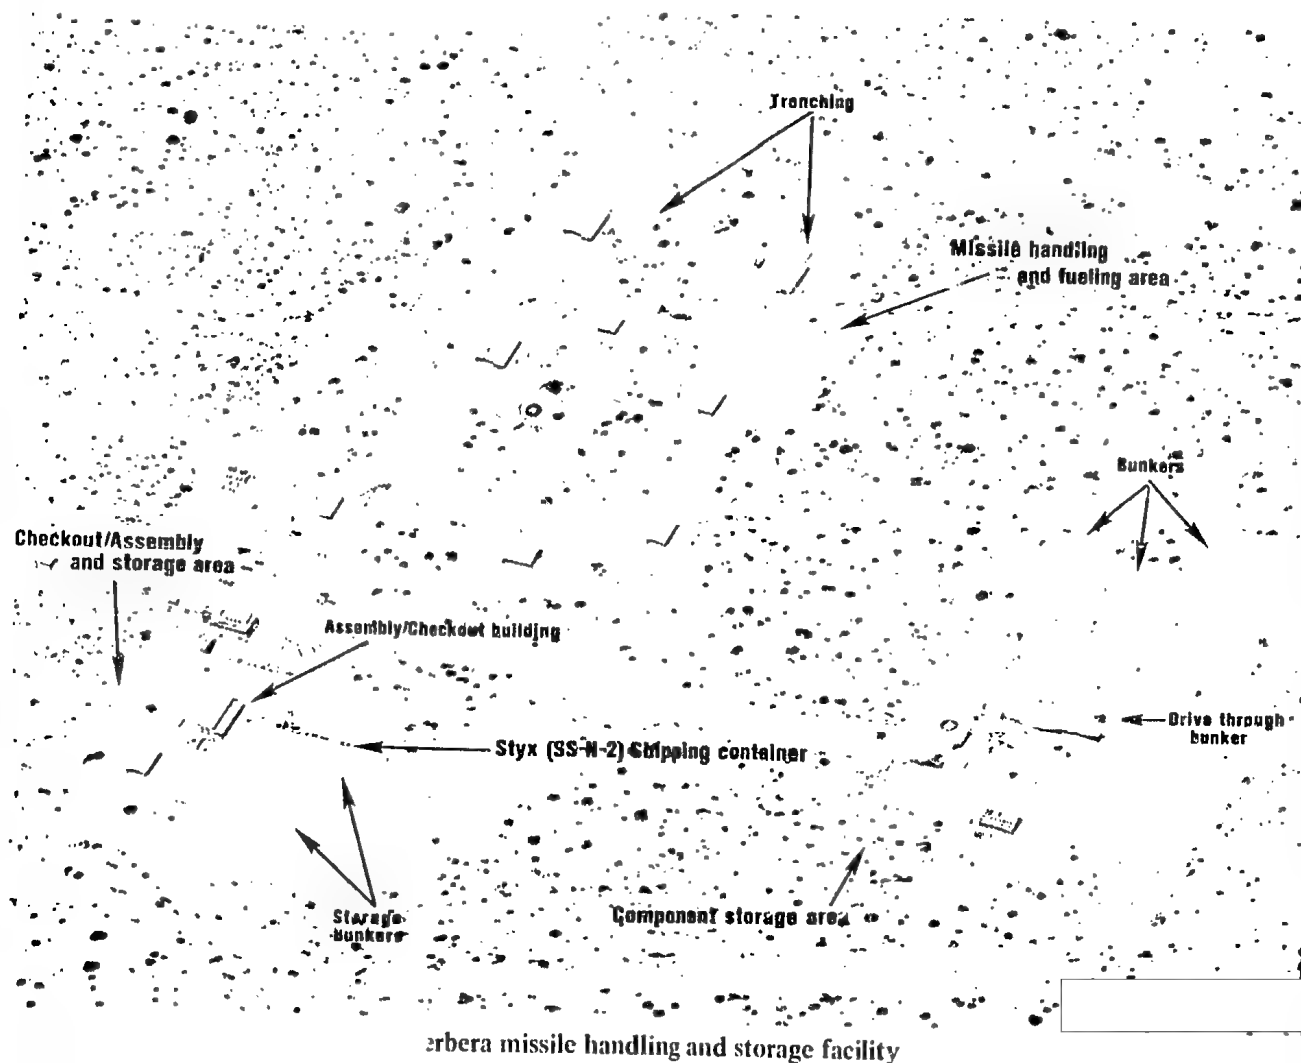 Trenching
Missile handling
and fueling area
Bunkers
Checkout/Assembly
and storage area
Assembly/Checkout building
Drive through
bunker
Styx (SS-N-2) Shipping container
Storage
Bunkers
Component storage area
erbera missile handling and storage facility